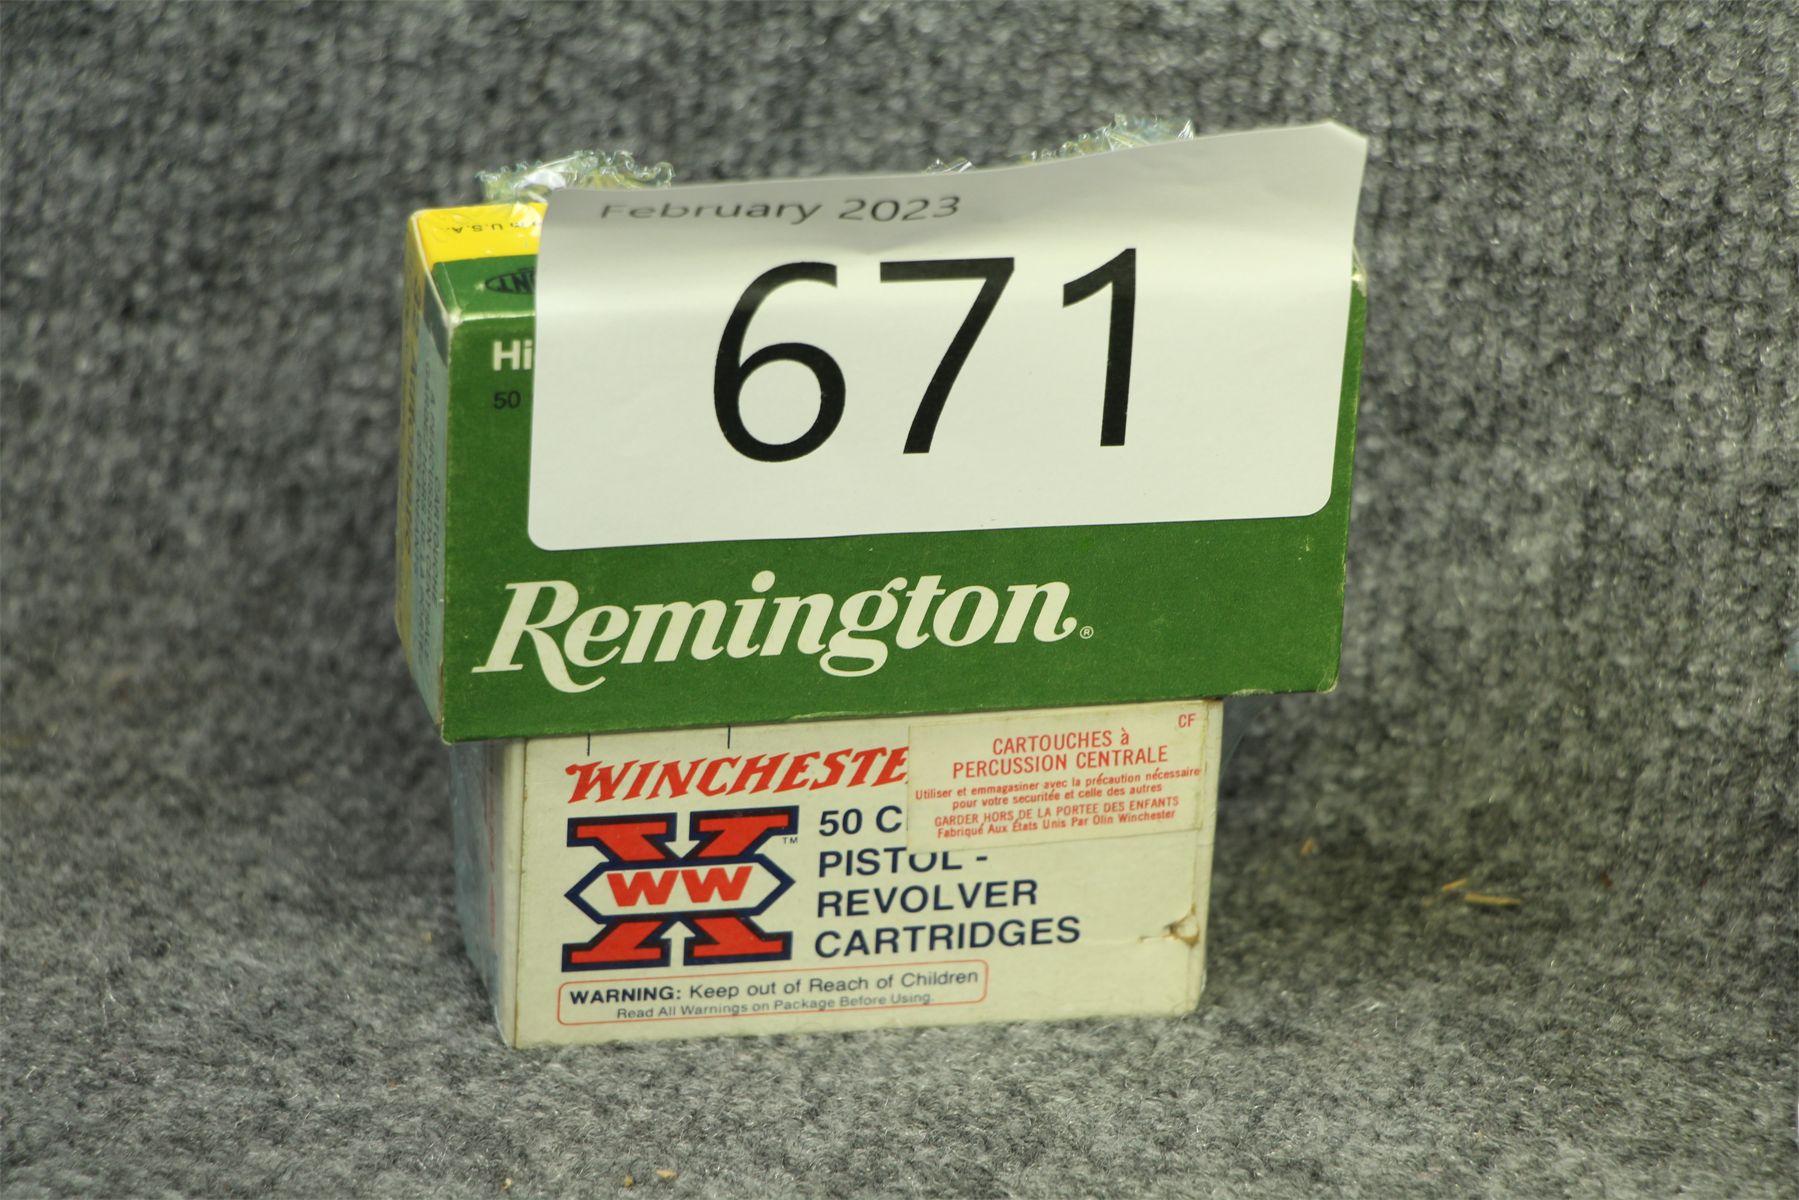 February 2023
671
U.S.A.
Hi
50
Remington®
WINCHESTE
CF
CARTOUCHES à
PERCUSSION CENTRALE
Utiliser et emmagasiner avec la précaution nécessaire
pour votre securitée et celle des autres
GARDER HORS DE LA PORTEE DES ENFANTS
Fabriqué Aux États Unis Par Olin Winchester
WW
TM
50 C
PISTOL -
REVOLVER
CARTRIDGES
WARNING: Keep out of Reach of Children
Read All Warnings on Package Before Using.